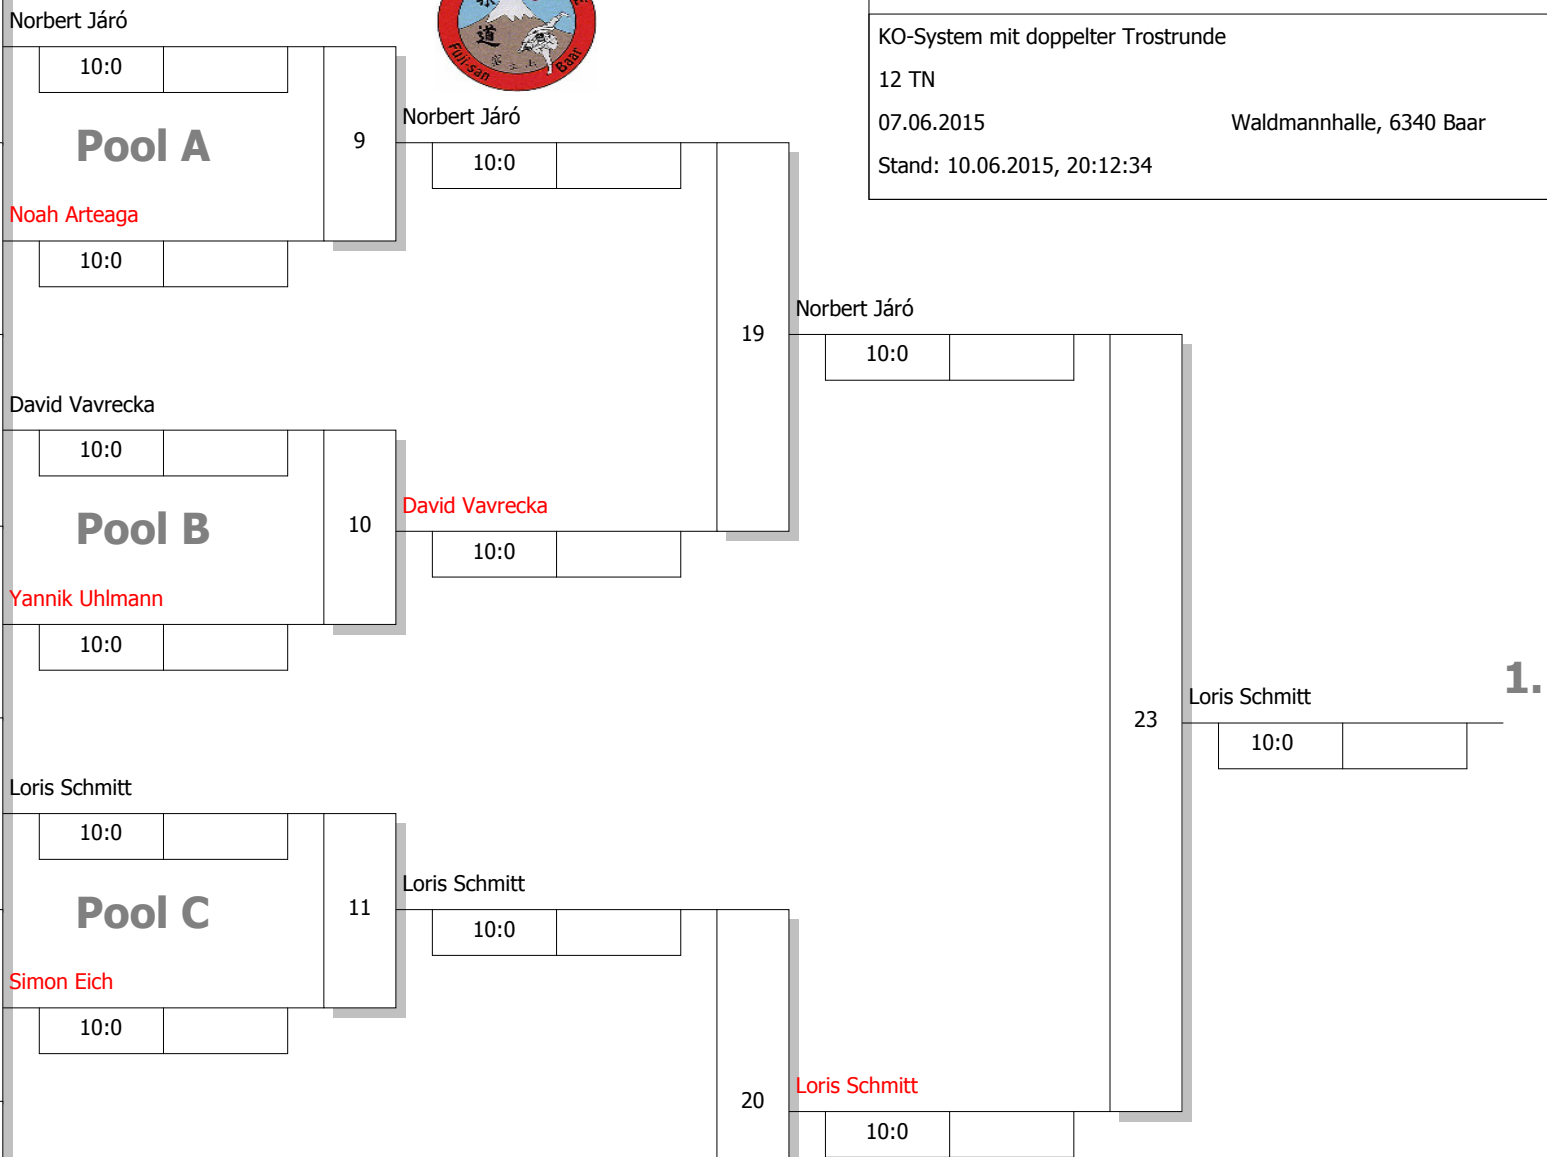 Norbert Járó
10:0
道
Fuji-san Baar
KO-System mit doppelter Trostrunde
12 TN
07.06.2015 Waldmannhalle, 6340 Baar
Stand: 10.06.2015, 20:12:34
Pool A
9
Norbert Járó
10:0
Noah Arteaga
10:0
19
Norbert Járó
10:0
David Vavrecka
10:0
Pool B
10
David Vavrecka
10:0
Yannik Uhlmann
10:0
1.
23
Loris Schmitt
10:0
Loris Schmitt
10:0
Pool C
11
Loris Schmitt
10:0
Simon Eich
10:0
20
Loris Schmitt
10:0